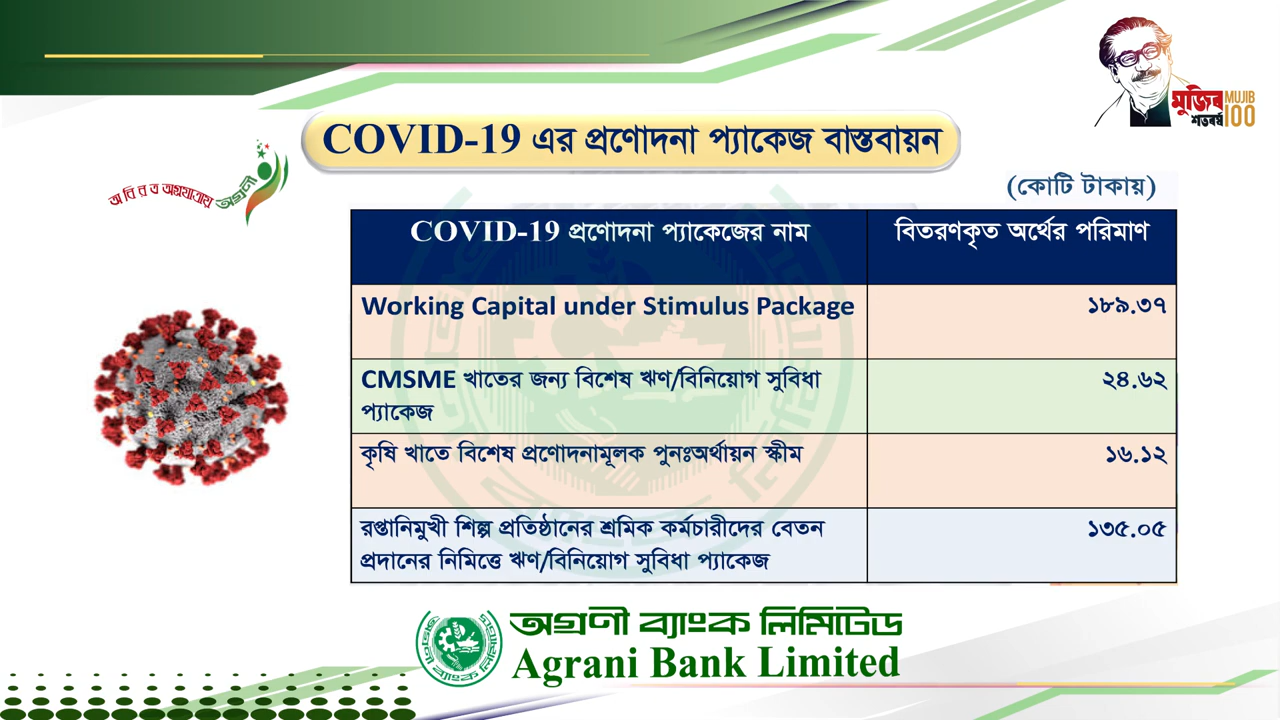 মুজিব MUJIB
শতবর্ষ 100
COVID-19 এর প্রণোদনা প্যাকেজ বাস্তবায়ন
অবিরত অগ্রযাত্রায় অগ্রণী
(কোটি টাকায়)
COVID-19 প্রণোদনা প্যাকেজের নাম
বিতরণকৃত অর্থের পরিমাণ
Working Capital under Stimulus Package
১৮৯.৩৭
CMSME খাতের জন্য বিশেষ ঋণ/বিনিয়োগ সুবিধা
প্যাকেজ
২৪.৬২
কৃষি খাতে বিশেষ প্রণোদনামূলক পুনঃঅর্থায়ন স্কীম
১৬.১২
রপ্তানিমুখী শিল্প প্রতিষ্ঠানের শ্রমিক কর্মচারীদের বেতন
প্রদানের নিমিত্তে ঋণ/বিনিয়োগ সুবিধা প্যাকেজ
১৩৫.০৫
অগ্রণী ব্যাংক লিমিটেড
অগ্রণী ব্যাংক লিমিটেড
Agrani Bank Limited